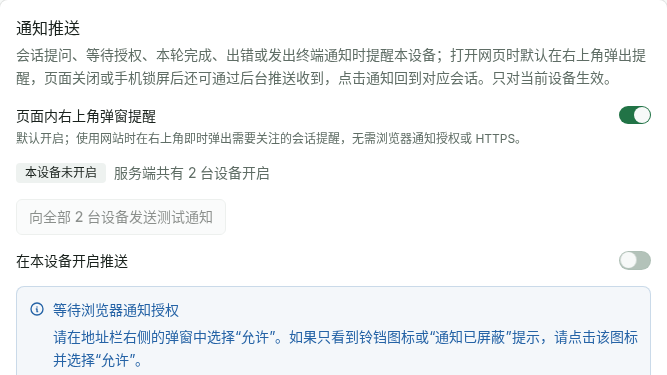 通知推送
会话提问、等待授权、本轮完成、出错或发出终端通知时提醒本设备；打开网页时默认在右上角弹出提
醒，页面关闭或手机锁屏后还可通过后台推送收到，点击通知回到对应会话。只对当前设备生效。
页面内右上角弹窗提醒
默认开启；使用网站时在右上角即时弹出需要关注的会话提醒，无需浏览器通知授权或 HTTPS。
本设备未开启 服务端共有 2 台设备开启
向全部 2 台设备发送测试通知
在本设备开启推送
等待浏览器通知授权
请在地址栏右侧的弹窗中选择“允许”。如果只看到铃铛图标或“通知已屏蔽”提示，请点击该图标
并选择“允许”。